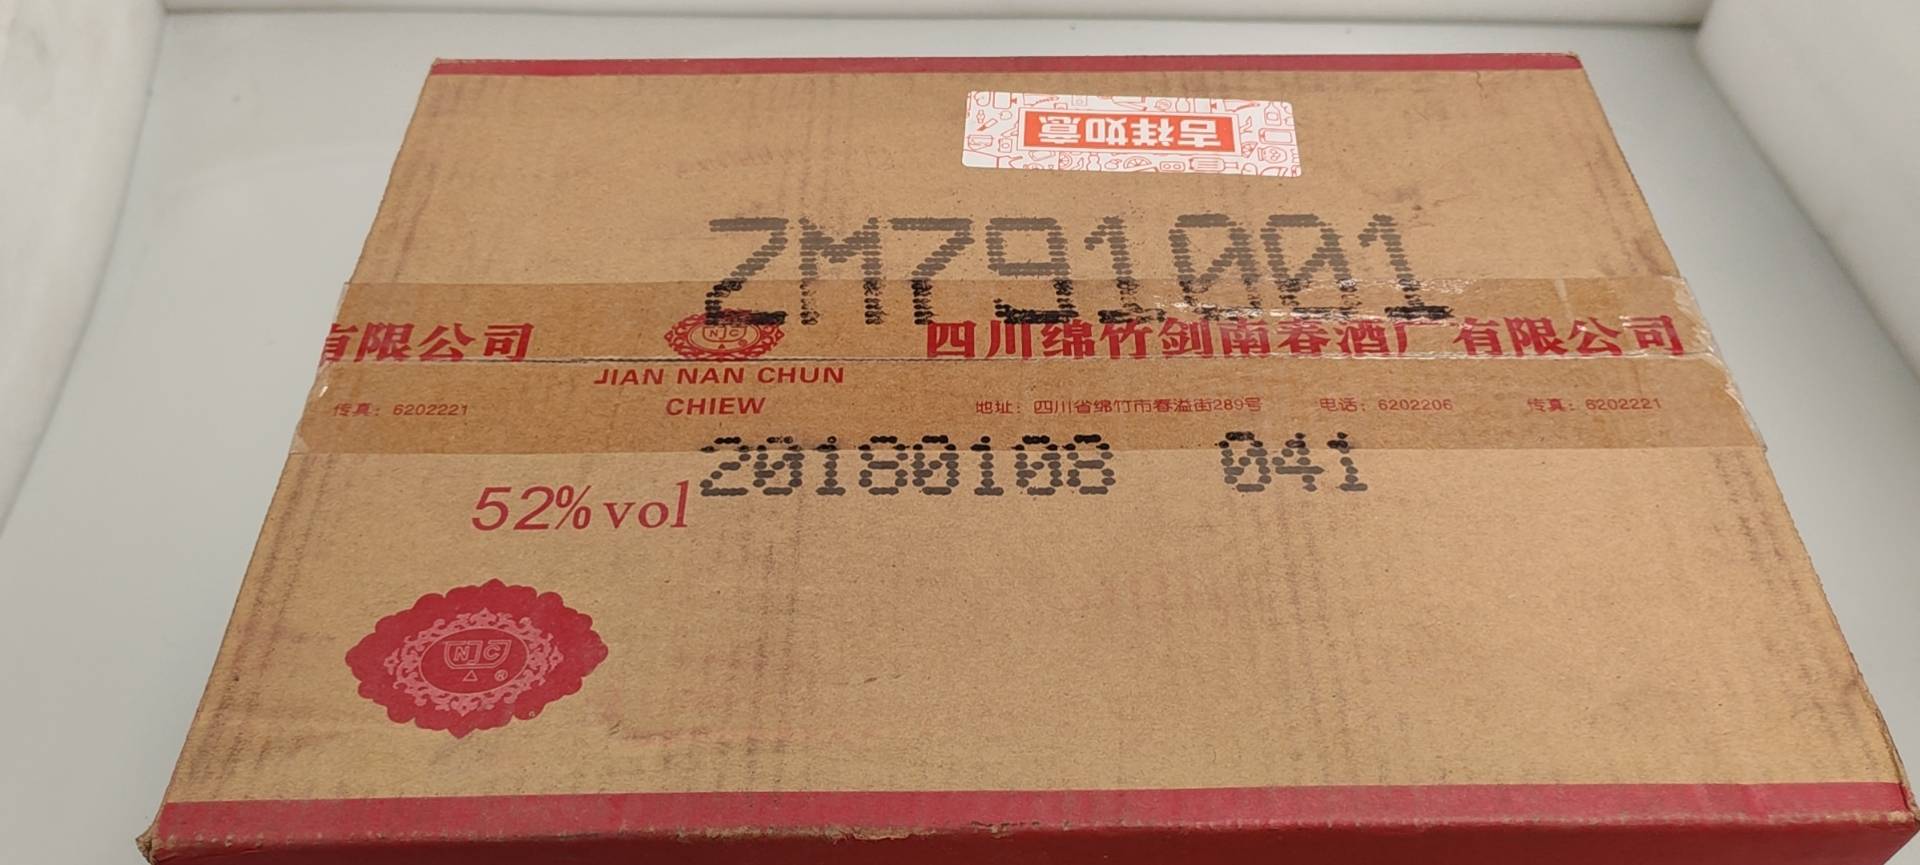 吉祥如意
ZM791001
有限公司 NJC 四川绵竹剑南春酒厂有限公司
JIAN NAN CHUN
CHIEW
传真：6202221 地址：四川省绵竹市春溢街289号 电话：6202206 传真：6202221
20180108 041
52%vol
NJC
®